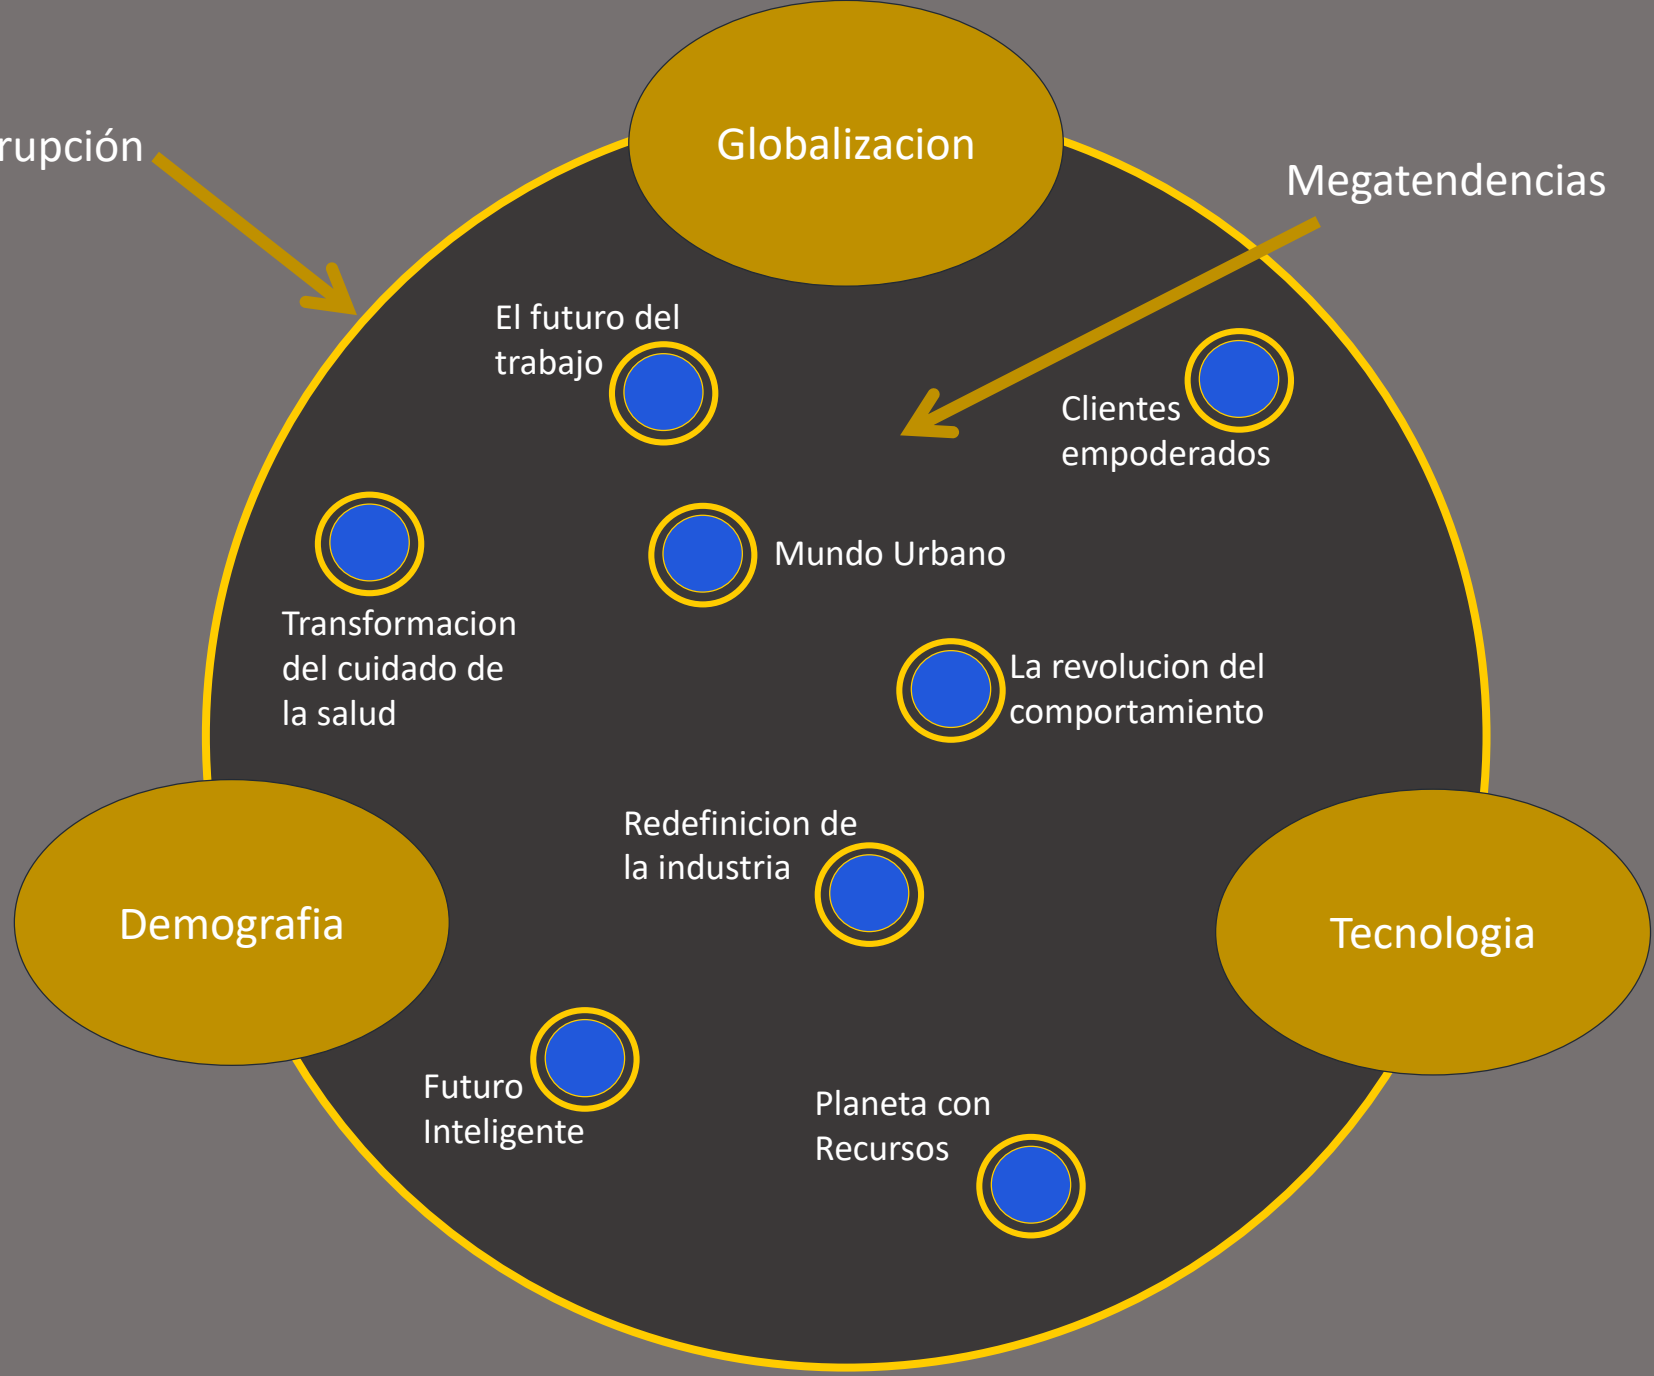 Globalizacion
rupción
Megatendencias
El futuro del
trabajo
Clientes
empoderados
Mundo Urbano
Transformacion
del cuidado de
la salud
La revolucion del
comportamiento
Redefinicion de
la industria
Demografia
Tecnologia
Futuro
Inteligente
Planeta con
Recursos